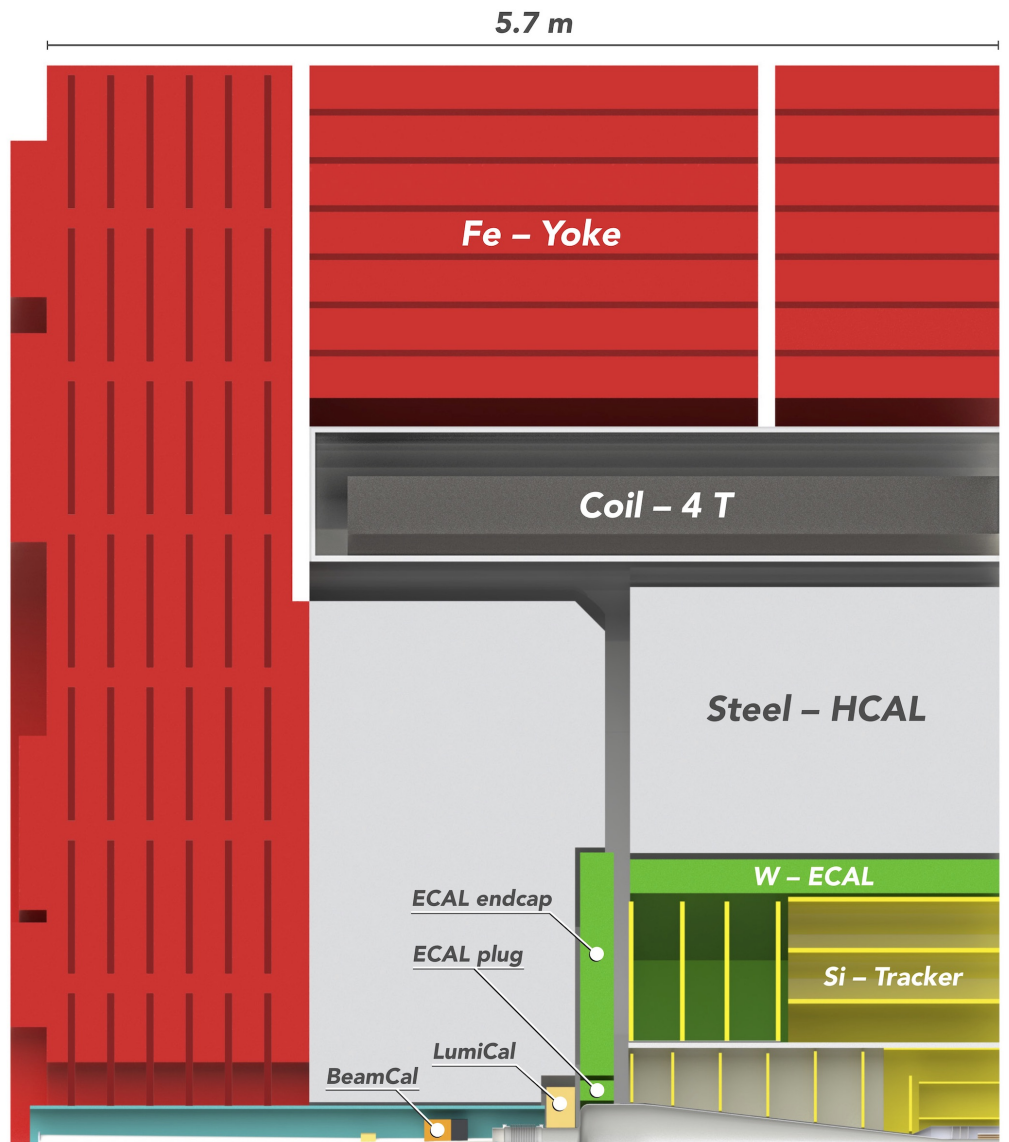 5.7 m
Fe – Yoke
Coil – 4 T
Steel – HCAL
W – ECAL
ECAL endcap
ECAL plug
Si – Tracker
LumiCal
BeamCal